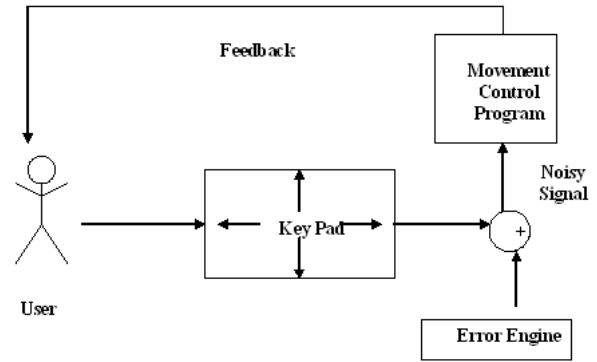 Feedback
Movement
Control
Program
Noisy
Signal
Key Pad
+
User
Error Engine